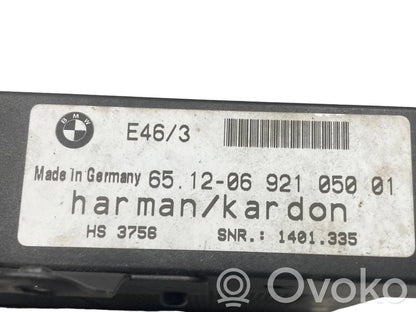 BMW
E46/3
Made in Germany 65.12-06 921 050 01
harman/kardon
HS 3756 SNR.: 1401.335
Ovoko